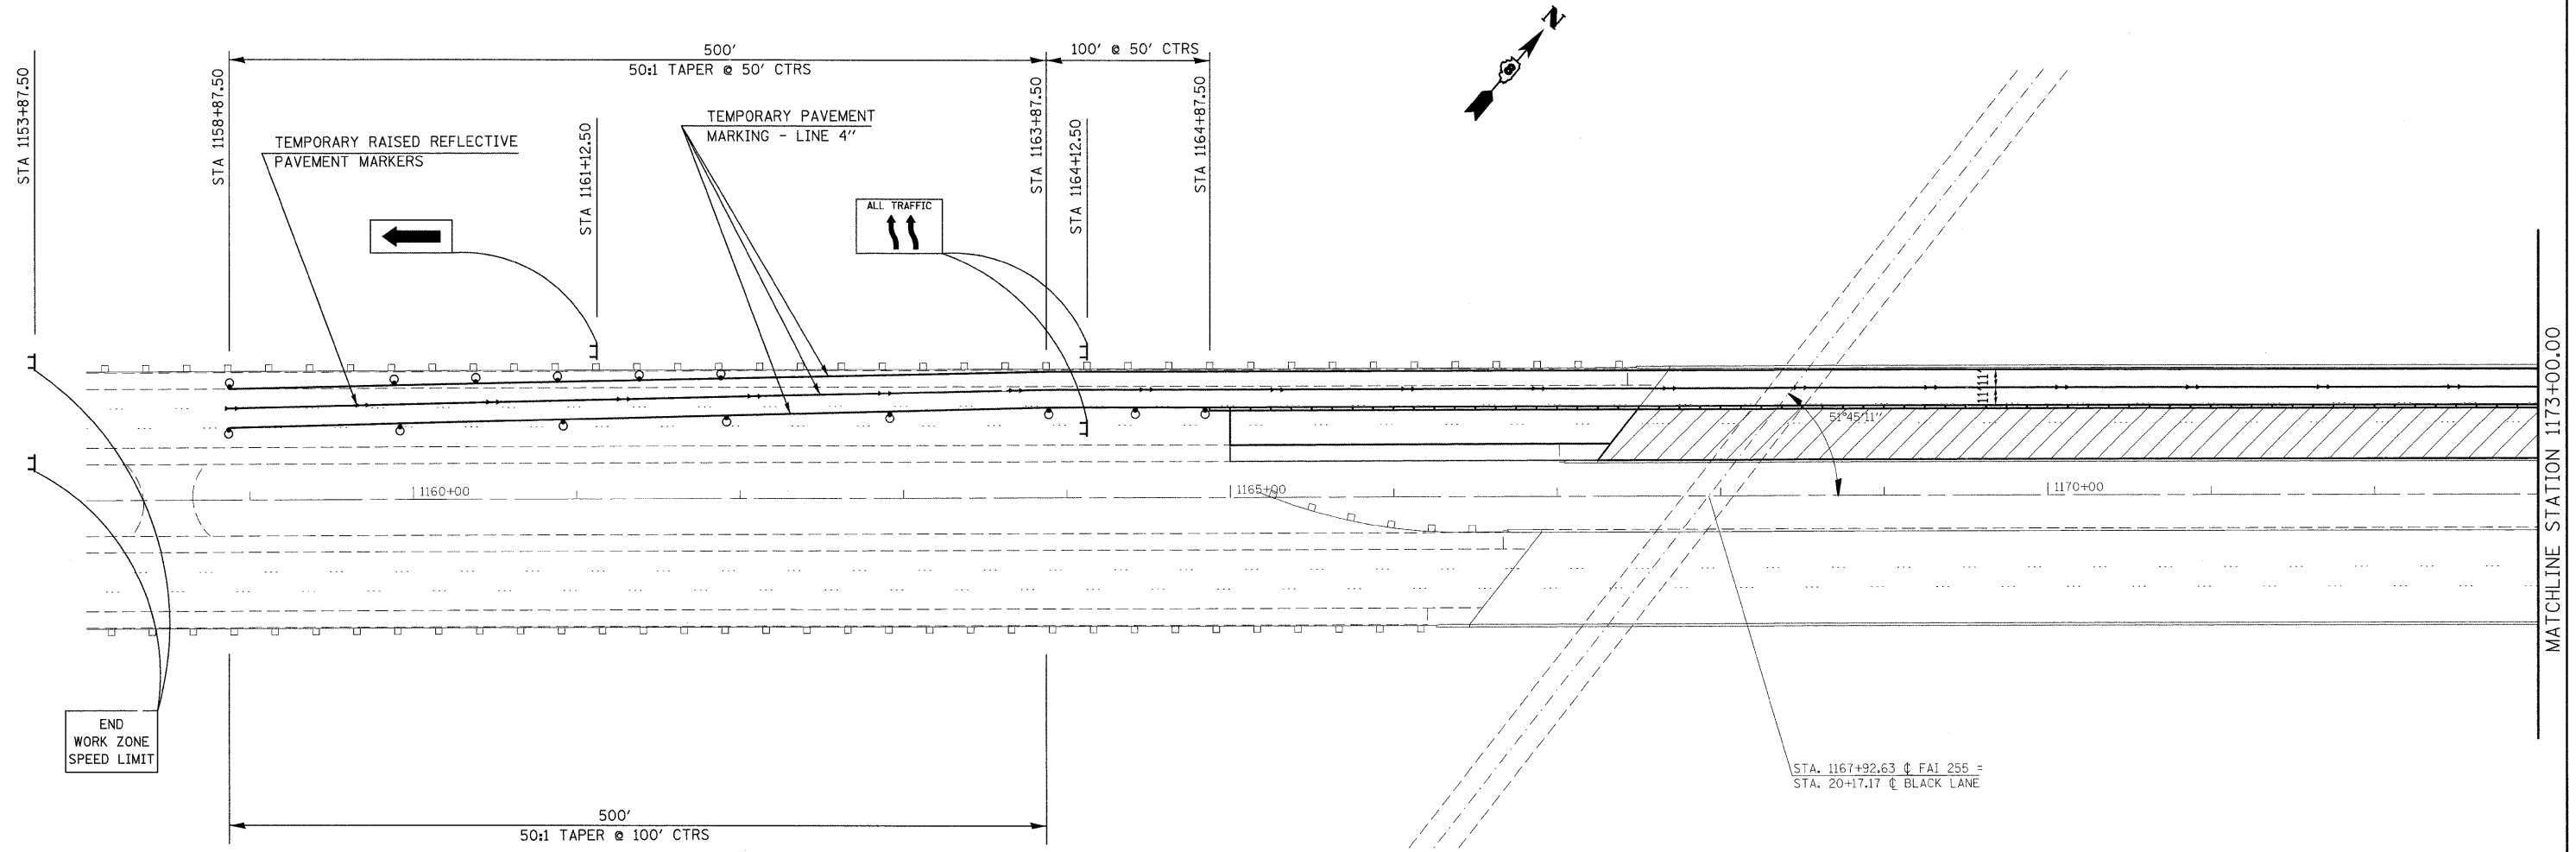 N
500'
50:1 TAPER @ 50' CTRS
100' @ 50' CTRS
STA 1153+87.50
STA 1158+87.50
STA 1161+12.50
STA 1163+87.50
STA 1164+12.50
STA 1164+87.50
TEMPORARY RAISED REFLECTIVE
PAVEMENT MARKERS
TEMPORARY PAVEMENT
MARKING - LINE 4"
ALL TRAFFIC
11'
11'
51°45'11"
1160+00
1165+00
1170+00
MATCHLINE STATION 1173+00.00
END
WORK ZONE
SPEED LIMIT
STA. 1167+92.63 ℄ FAI 255 =
STA. 20+17.17 ℄ BLACK LANE
500'
50:1 TAPER @ 100' CTRS